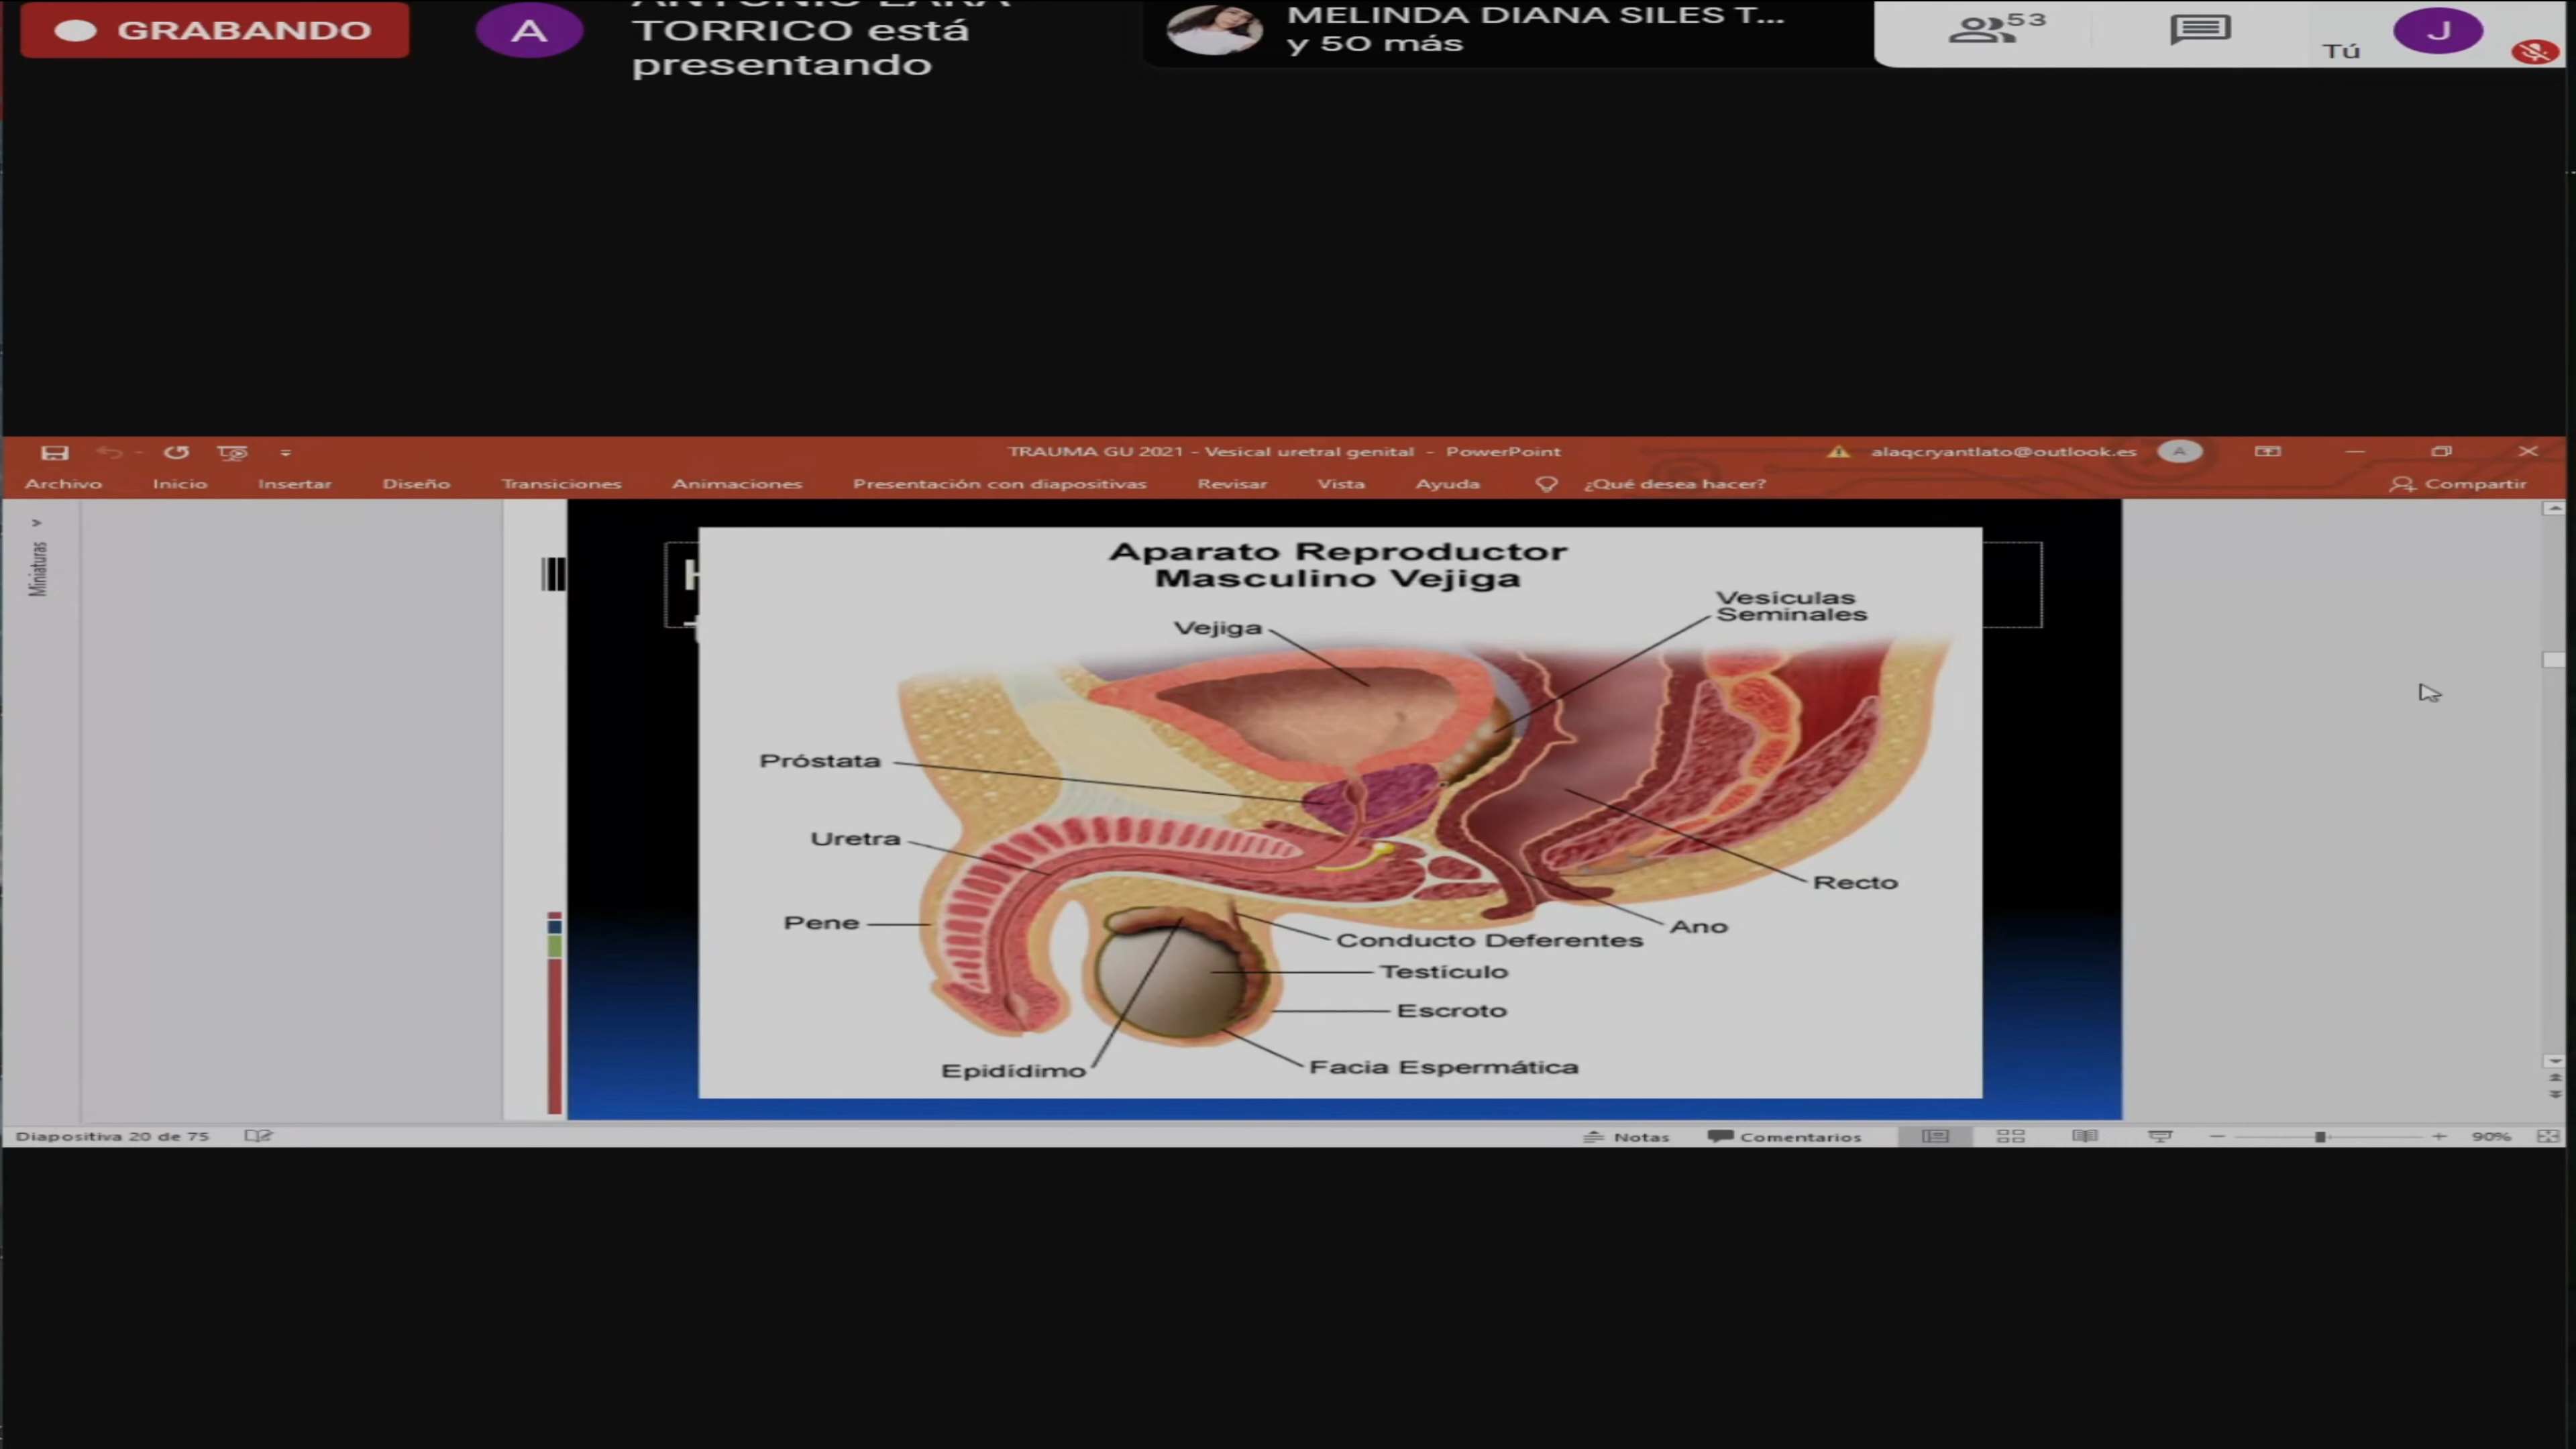 GRABANDO
A
ANTONIO LARA
TORRICO está
presentando
MELINDA DIANA SILES T...
y 50 más
53
Tú
J
TRAUMA GU 2021 - Vesical uretral genital - PowerPoint
alaqcryantlato@outlook.es
A
Archivo Inicio Insertar Diseño Transiciones Animaciones Presentación con diapositivas Revisar Vista Ayuda ¿Qué desea hacer? Compartir
Miniaturas
H
Aparato Reproductor
Masculino Vejiga
Vesículas
Seminales
Vejiga
Próstata
Uretra
Recto
Pene
Ano
Conducto Deferentes
Testículo
Escroto
Facia Espermática
Epidídimo
Diapositiva 20 de 75
Notas Comentarios 90%